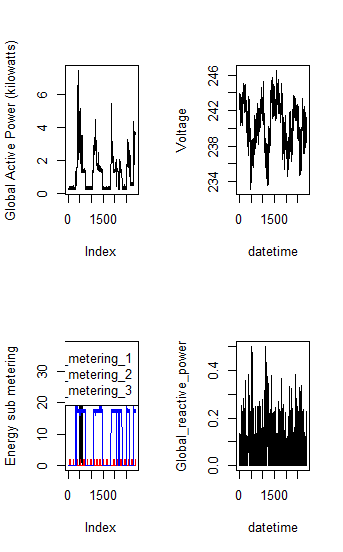 Global Active Power (kilowatts)
0 2 4 6
0 1500
Index
Voltage
234 238 242 246
0 1500
datetime
Energy sub metering
0 10 20 30
_metering_1
_metering_2
_metering_3
0 1500
Index
Global_reactive_power
0.0 0.2 0.4
0 1500
datetime